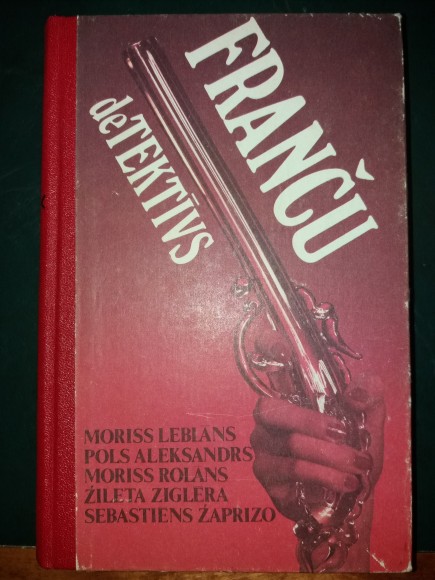 FRANČU
deTEKTĪVS
MORISS LEBLANS
POLS ALEKSANDRS
MORISS ROLANS
ŽILETA ZIGLERA
SEBASTIENS ŽAPRIZO